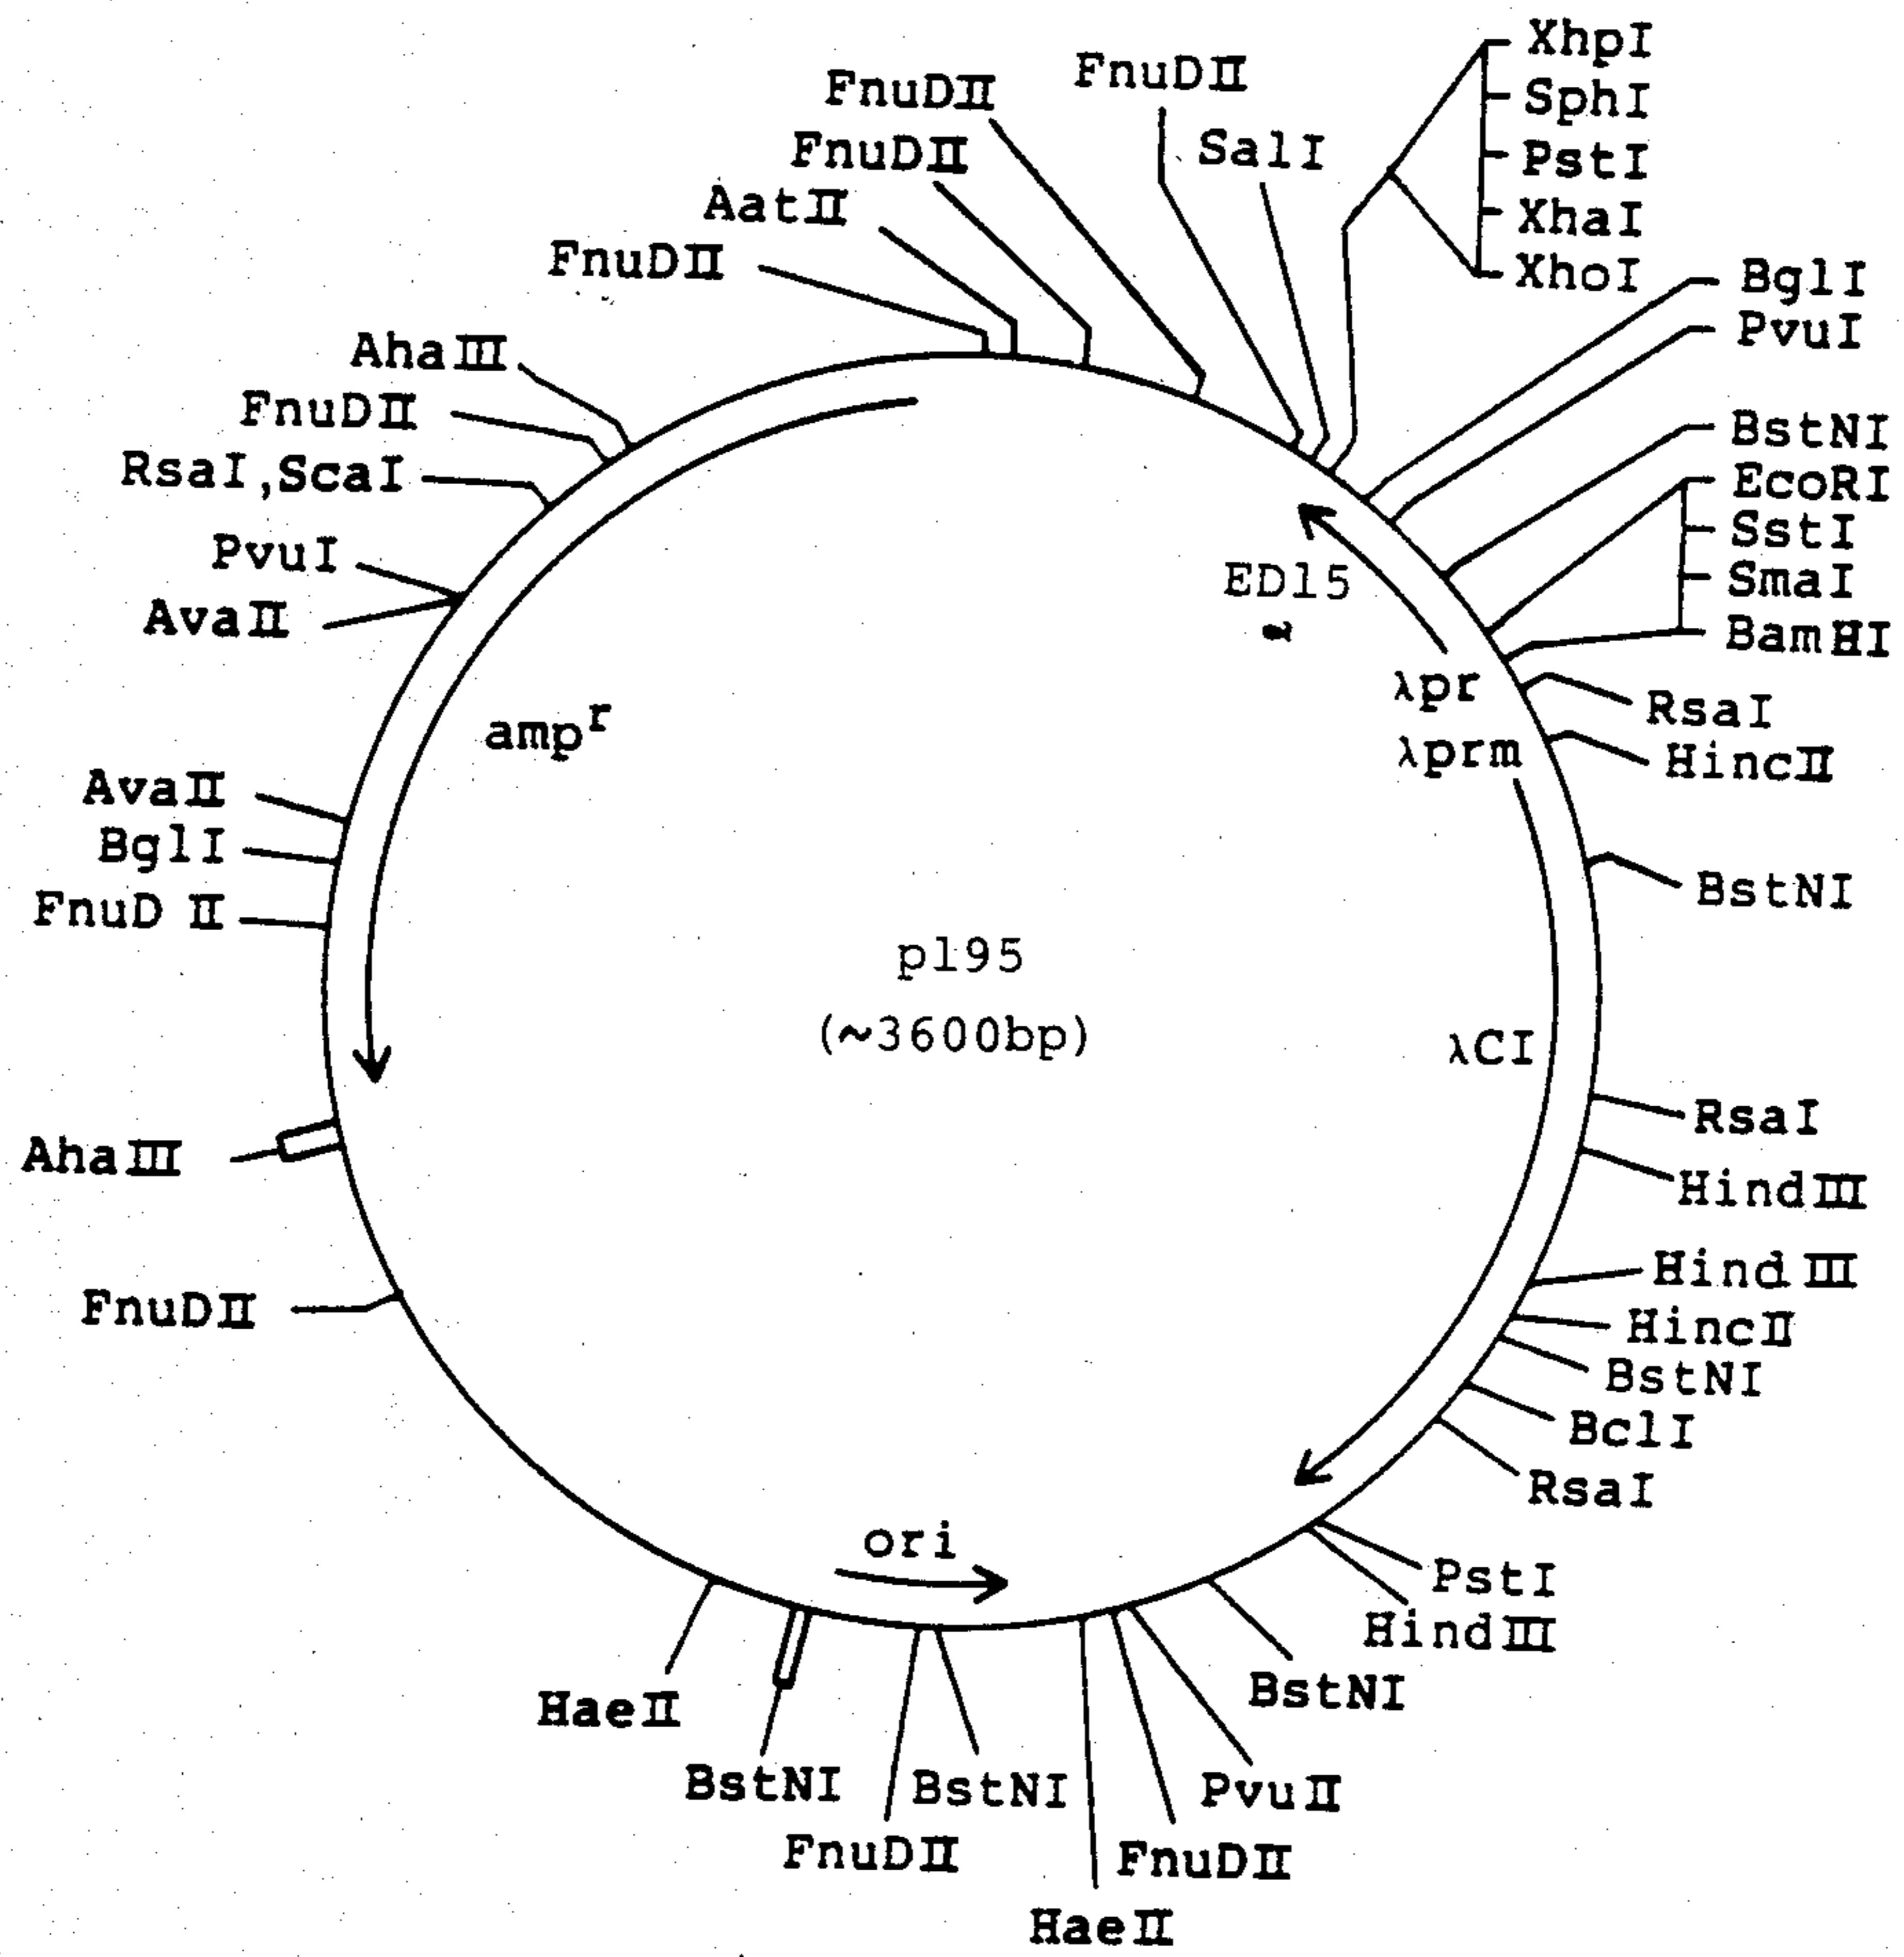 XhpI
SphI
PstI
XhaI
XhoI
FnuDII
FnuDII
SalI
FnuDII
AatII
FnuDII
BglI
PvuI
AhaIII
FnuDII
RsaI,ScaI
PvuI
AvaII
BstNI
EcoRI
SstI
SmaI
BamHI
ED15
λpr
λprm
RsaI
HincII
amp^r
AvaII
BglI
FnuD II
BstNI
p195
(~3600bp)
λCI
RsaI
HindIII
AhaIII
Hind III
HincII
BstNI
BclI
RsaI
FnuDII
ori
PstI
HindIII
BstNI
HaeII
BstNI
BstNI
PvuII
FnuDII
FnuDII
HaeII